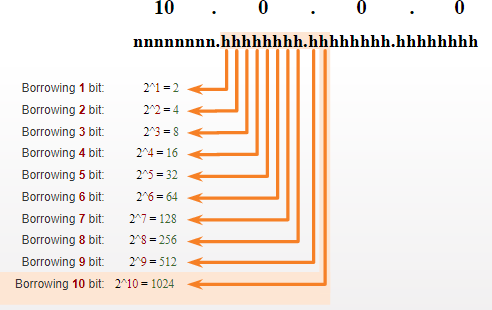 10 . 0 . 0 . 0
nnnnnnnn.hhhhhhhh.hhhhhhhh.hhhhhhhh
Borrowing 1 bit: 2^1 = 2
Borrowing 2 bit: 2^2 = 4
Borrowing 3 bit: 2^3 = 8
Borrowing 4 bit: 2^4 = 16
Borrowing 5 bit: 2^5 = 32
Borrowing 6 bit: 2^6 = 64
Borrowing 7 bit: 2^7 = 128
Borrowing 8 bit: 2^8 = 256
Borrowing 9 bit: 2^9 = 512
Borrowing 10 bit: 2^10 = 1024